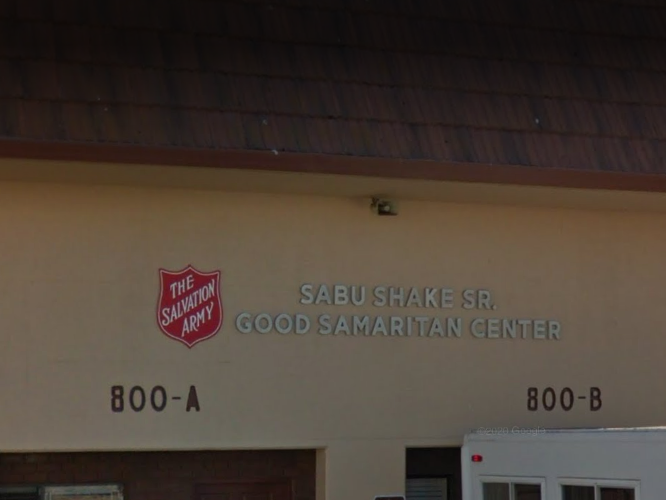 THE
SALVATION
ARMY
SABU SHAKE SR.
GOOD SAMARITAN CENTER
800-A
800-B